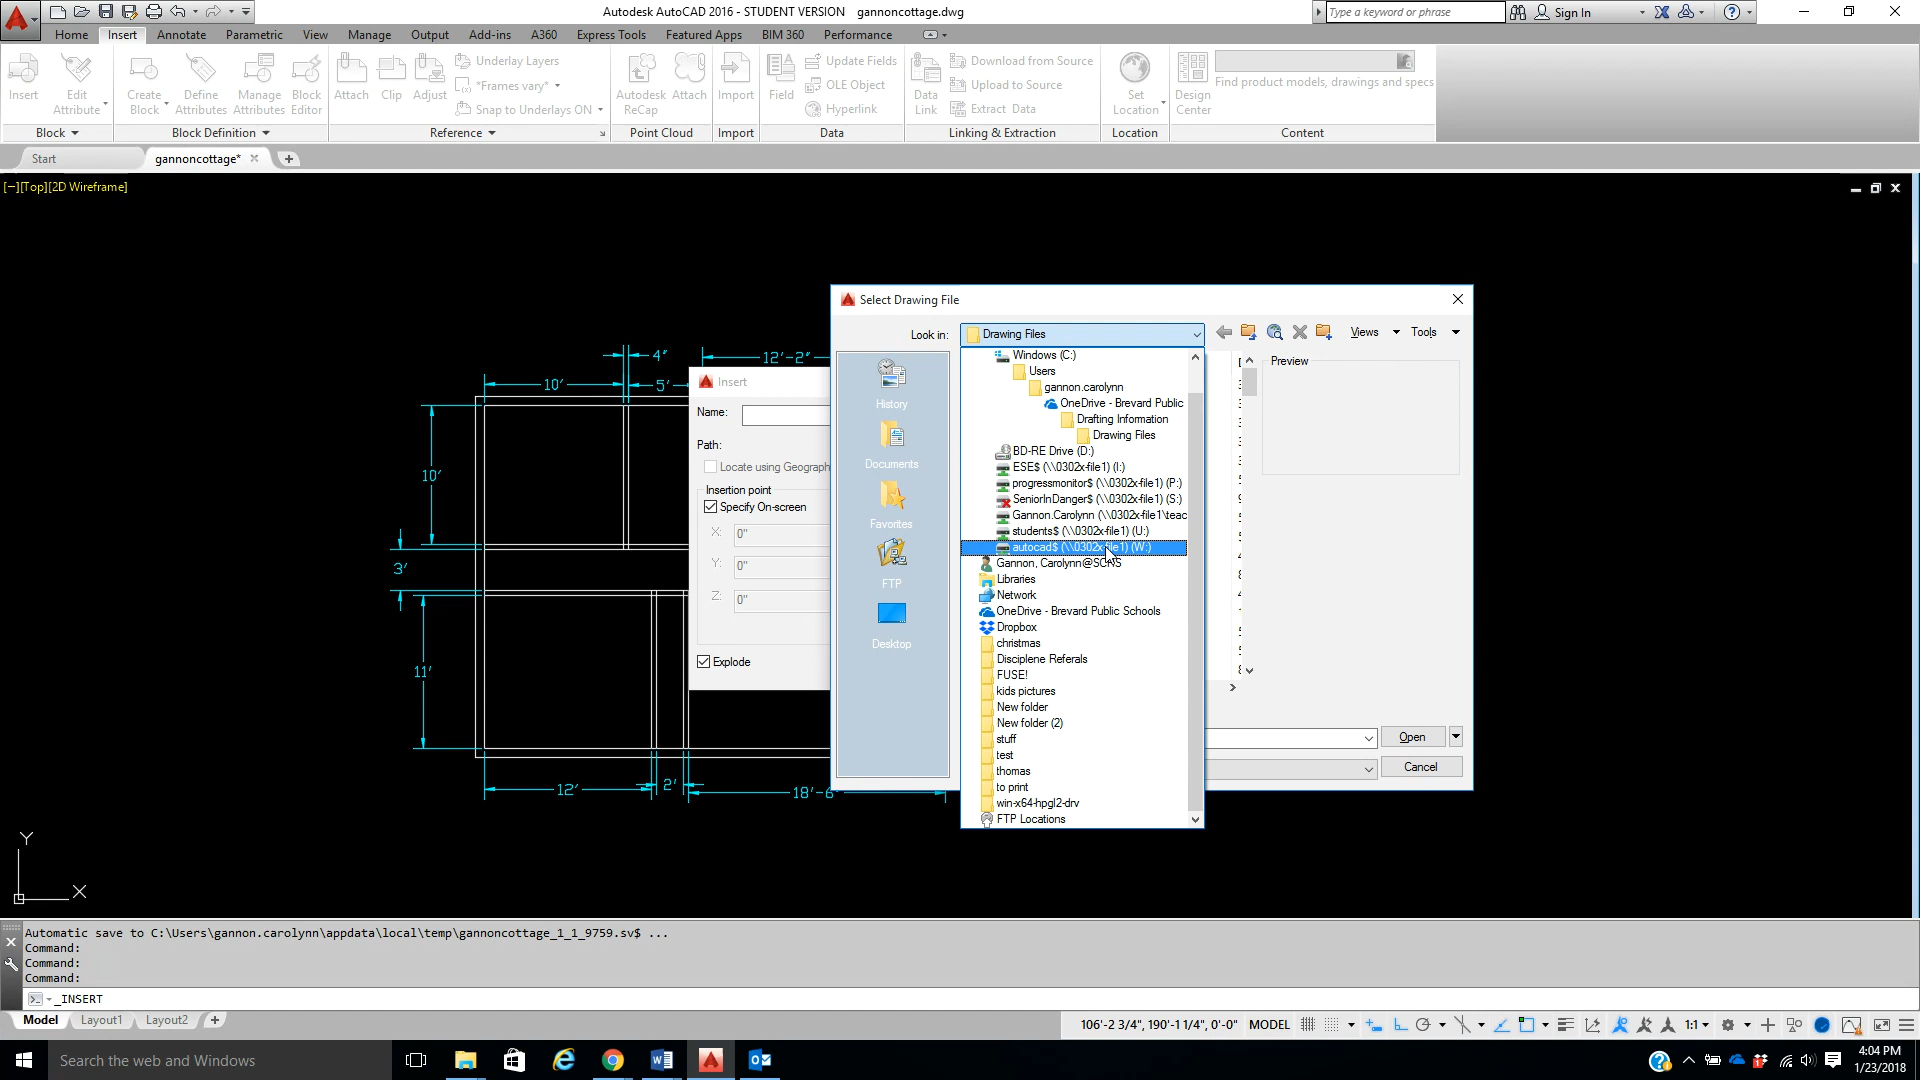 Autodesk AutoCAD 2016 - STUDENT VERSION gannoncottage.dwg
Type a keyword or phrase
Sign In
Home Insert Annotate Parametric View Manage Output Add-ins A360 Express Tools Featured Apps BIM 360 Performance
Insert
Edit Attribute
Create Block
Define Attributes
Manage Attributes
Block Editor
Attach
Clip
Adjust
Underlay Layers
*Frames vary*
Snap to Underlays ON
Autodesk ReCap
Attach
Import
Field
Update Fields
OLE Object
Hyperlink
Data Link
Download from Source
Upload to Source
Extract Data
Set Location
Design Center
Find product models, drawings and specs
Block
Block Definition
Reference
Point Cloud
Import
Data
Linking & Extraction
Location
Content
Start
gannoncottage*
[−][Top][2D Wireframe]
4"
12'-2"
10'
5'
10'
3'
11'
12'
2'
18'-6"
Insert
Name:
Path:
Locate using Geograph
Insertion point
Specify On-screen
X: 0"
Y: 0"
Z: 0"
Explode
Select Drawing File
Look in: Drawing Files
Views
Tools
History
Documents
Favorites
FTP
Desktop
Windows (C:)
Users
gannon.carolynn
OneDrive - Brevard Public
Drafting Information
Drawing Files
BD-RE Drive (D:)
ESE$ (\\0302x-file1) (I:)
progressmonitor$ (\\0302x-file1) (P:)
SeniorInDanger$ (\\0302x-file1) (S:)
Gannon.Carolynn (\\0302x-file1\teac
students$ (\\0302x-file1) (U:)
autocad$ (\\0302x-file1) (W:)
Gannon, Carolynn@SCHS
Libraries
Network
OneDrive - Brevard Public Schools
Dropbox
christmas
Disciplene Referals
FUSE!
kids pictures
New folder
New folder (2)
stuff
test
thomas
to print
win-x64-hpgl2-drv
FTP Locations
Preview
Open
Cancel
Y
X
Automatic save to C:\Users\gannon.carolynn\appdata\local\temp\gannoncottage_1_1_9759.sv$ ...
Command:
Command:
Command:
_INSERT
Model Layout1 Layout2
106'-2 3/4", 190'-1 1/4", 0'-0" MODEL
1:1
Search the web and Windows
4:04 PM
1/23/2018